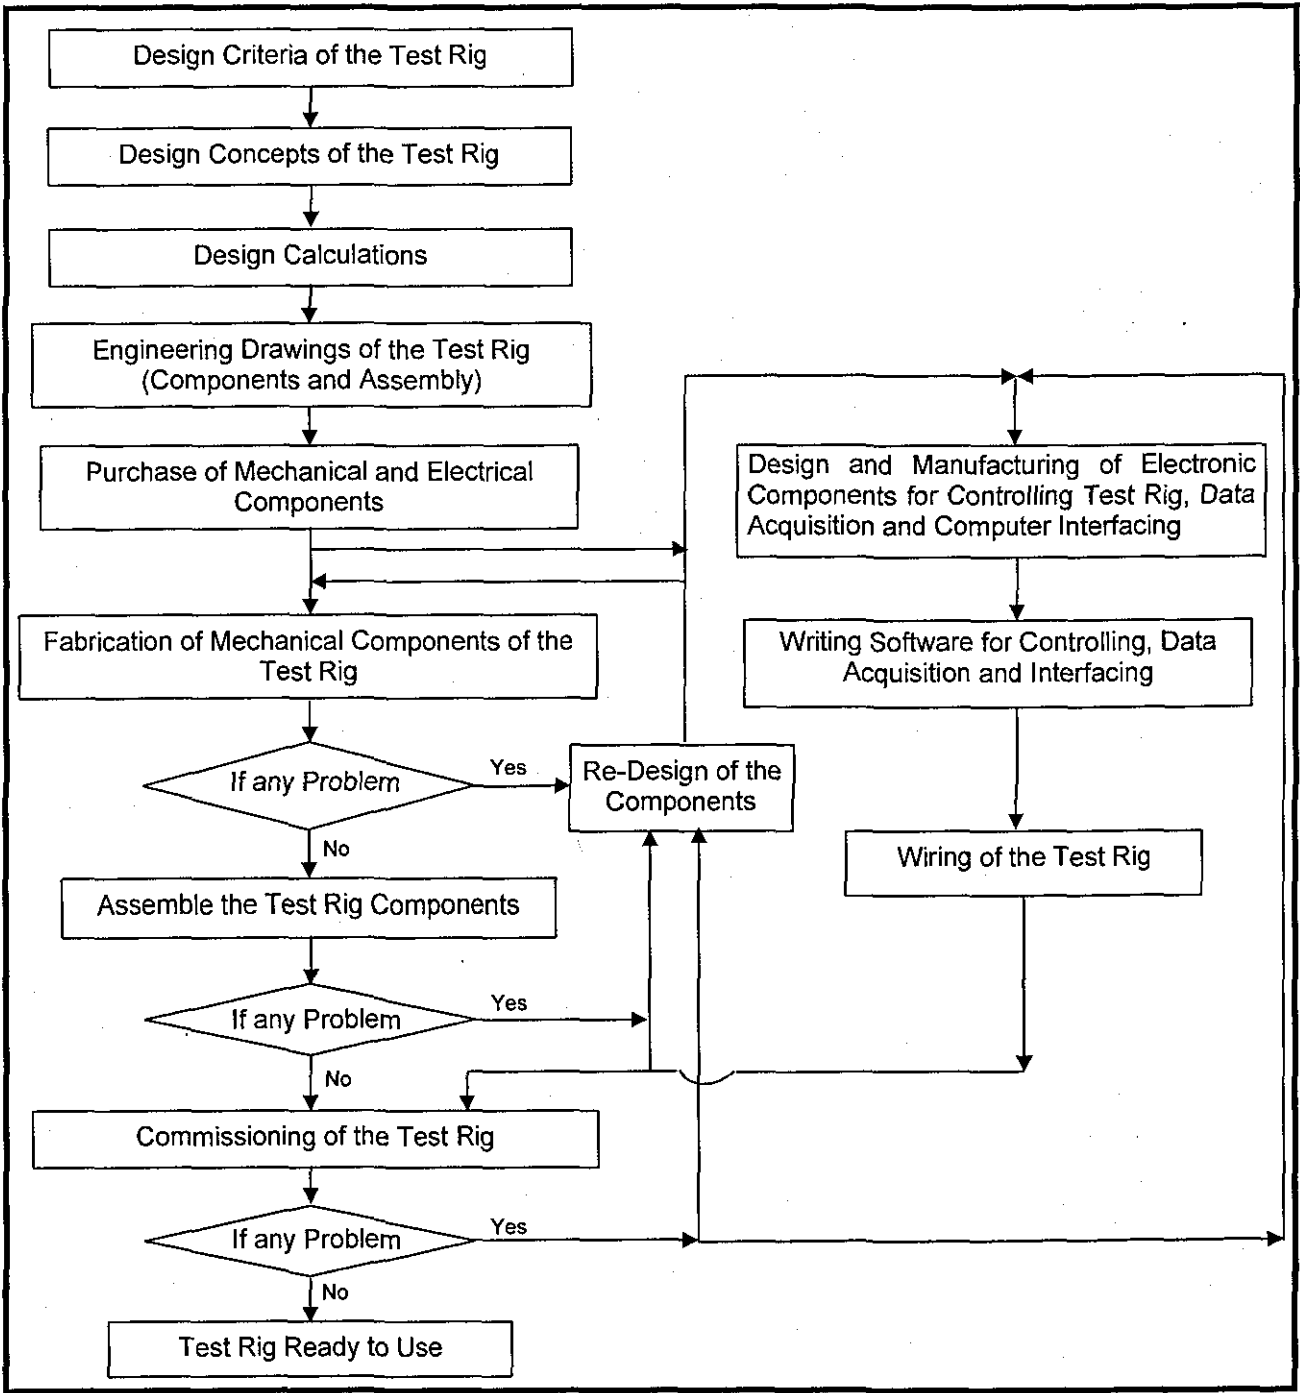 Design Criteria of the Test Rig
Design Concepts of the Test Rig
Design Calculations
Engineering Drawings of the Test Rig
(Components and Assembly)
Purchase of Mechanical and Electrical
Components
Design and Manufacturing of Electronic
Components for Controlling Test Rig, Data
Acquisition and Computer Interfacing
Fabrication of Mechanical Components of the
Test Rig
Writing Software for Controlling, Data
Acquisition and Interfacing
If any Problem
Yes
Re-Design of the
Components
No
Wiring of the Test Rig
Assemble the Test Rig Components
If any Problem
Yes
No
Commissioning of the Test Rig
If any Problem
Yes
No
Test Rig Ready to Use